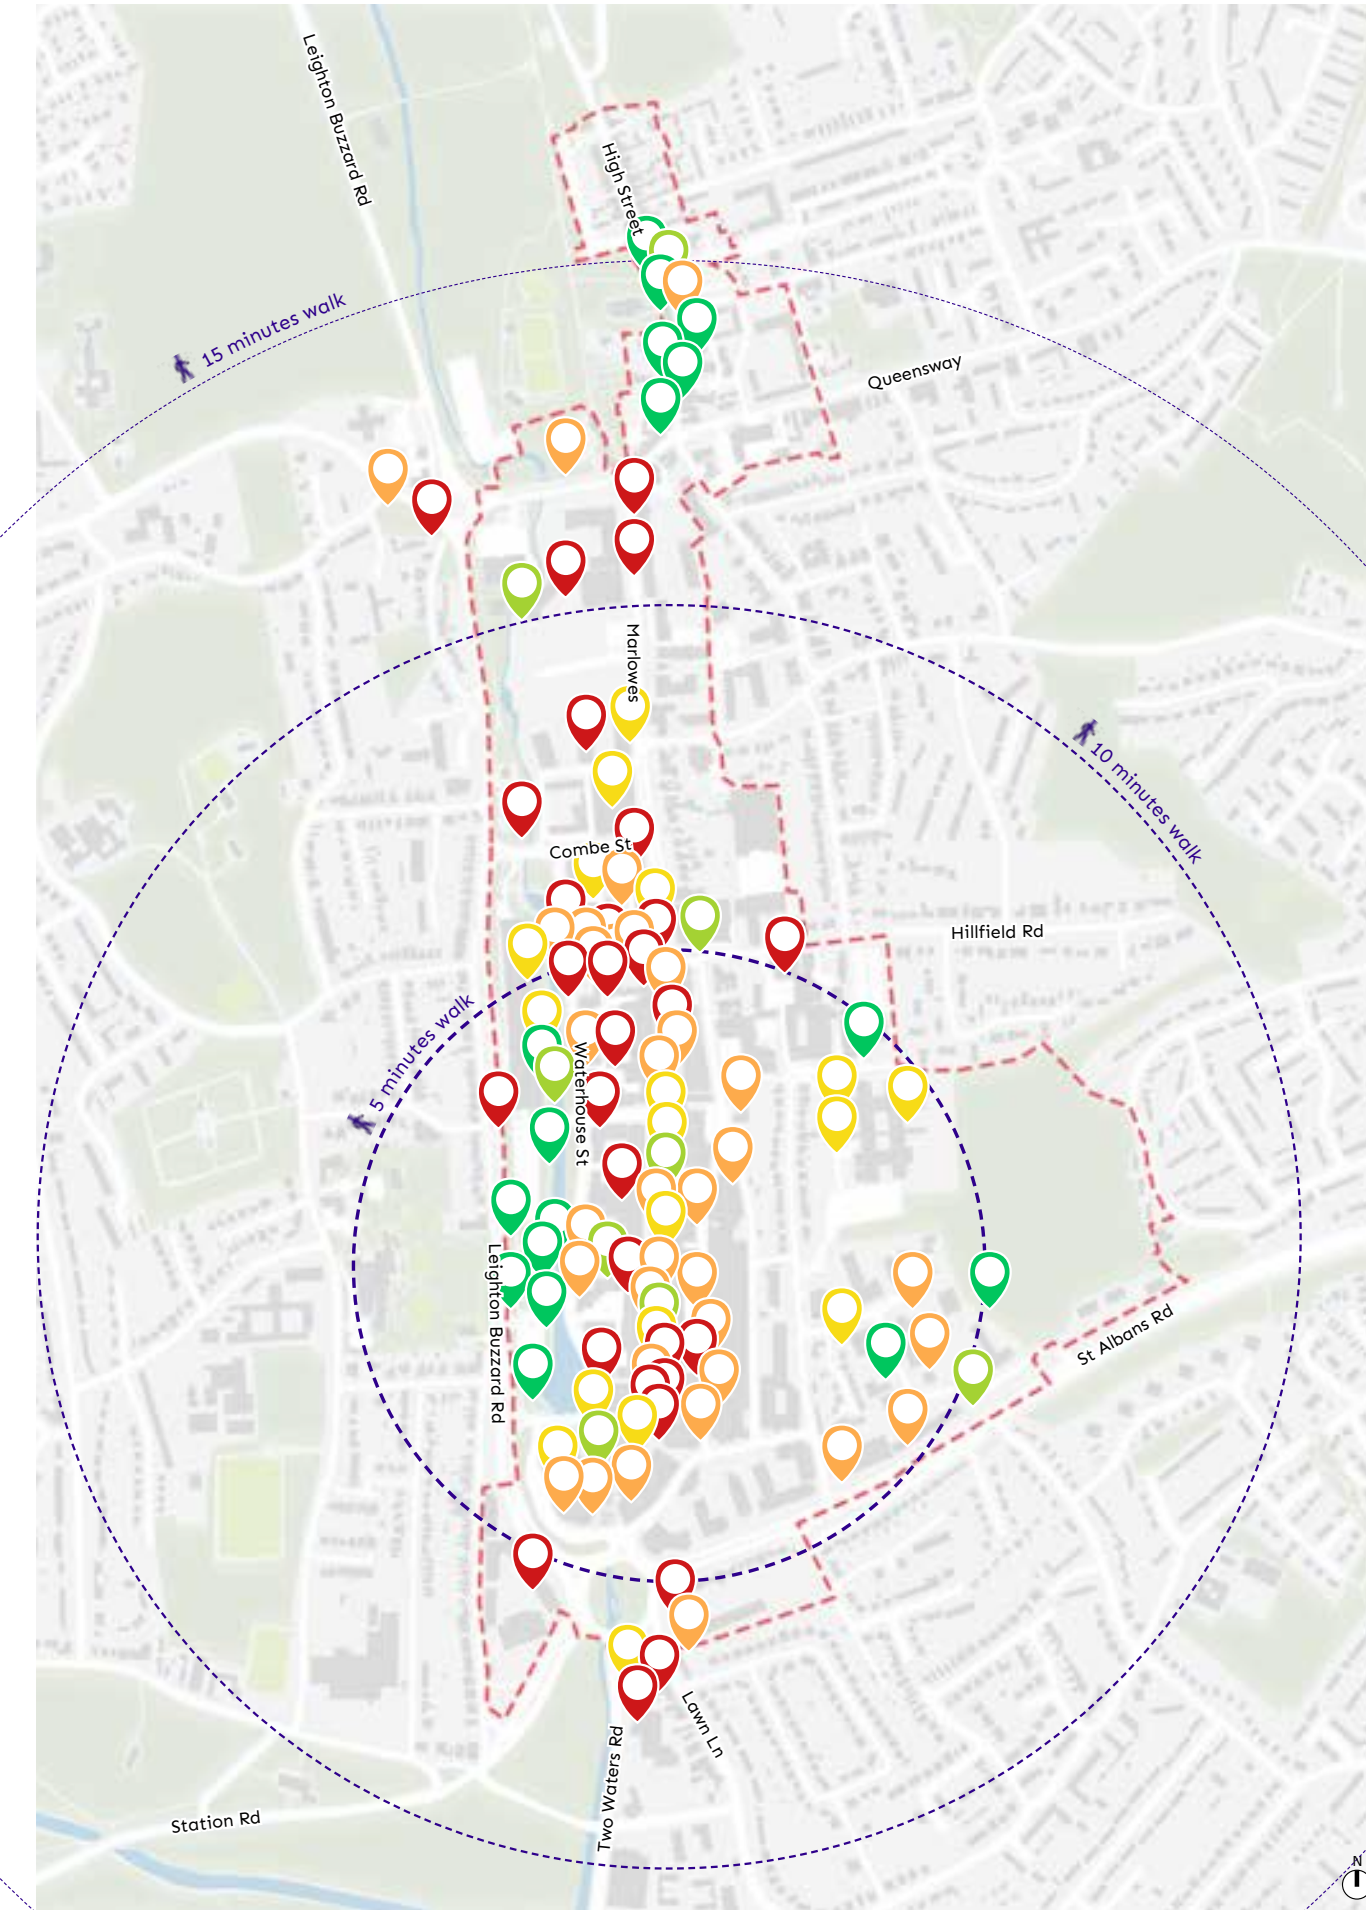 Leighton Buzzard Rd
High Street
15 minutes walk
Queensway
Marlowes
10 minutes walk
Combe St
Hillfield Rd
5 minutes walk
Waterhouse St
Leighton Buzzard Rd
St Albans Rd
Lawn Ln
Two Waters Rd
Station Rd
N